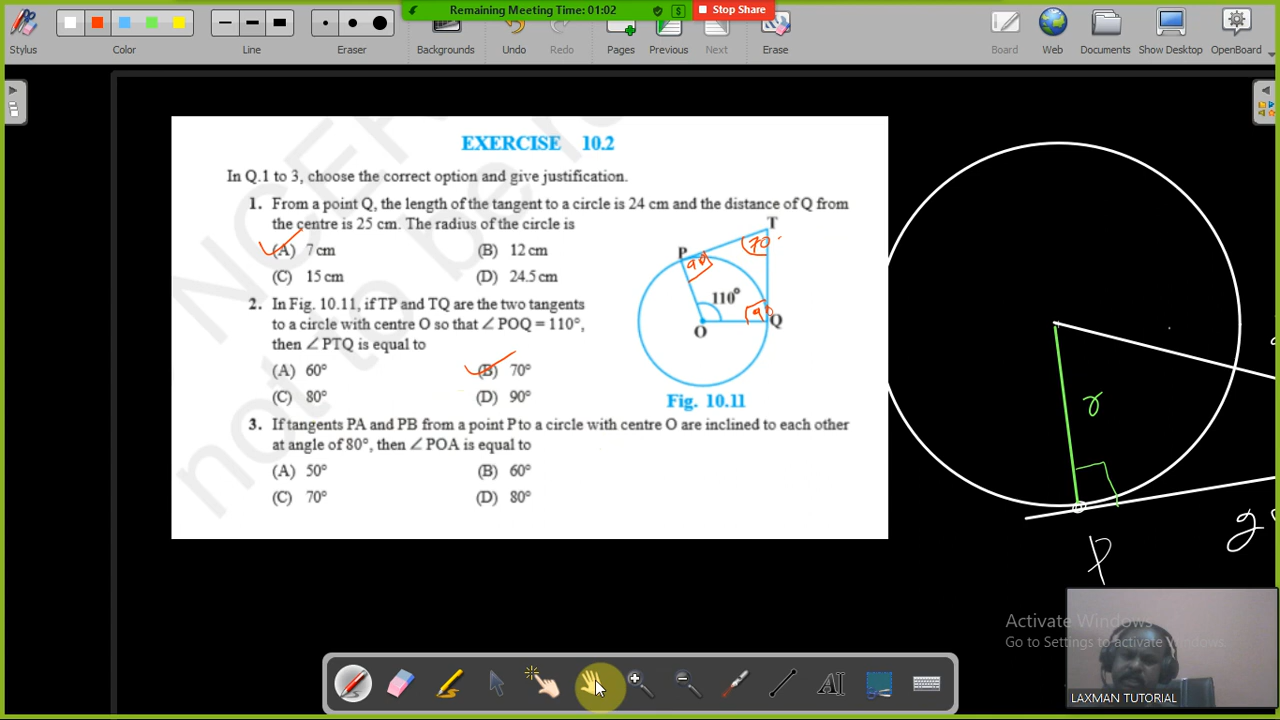 Remaining Meeting Time: 01:02
Stop Share
Stylus
Color
Line
Eraser
Backgrounds
Undo
Redo
Pages
Previous
Next
Erase
Board
Web
Documents
Show Desktop
OpenBoard
EXERCISE 10.2
In Q.1 to 3, choose the correct option and give justification.
1. From a point Q, the length of the tangent to a circle is 24 cm and the distance of Q from
the centre is 25 cm. The radius of the circle is
(A) 7 cm (B) 12 cm
(C) 15 cm (D) 24.5 cm
2. In Fig. 10.11, if TP and TQ are the two tangents
to a circle with centre O so that ∠ POQ = 110°,
then ∠ PTQ is equal to
(A) 60° (B) 70°
(C) 80° (D) 90°
T
70
P
90
110°
90
Q
O
Fig. 10.11
3. If tangents PA and PB from a point P to a circle with centre O are inclined to each other
at angle of 80°, then ∠ POA is equal to
(A) 50° (B) 60°
(C) 70° (D) 80°
r
P
Activate Windows
Go to Settings to activate Windows.
LAXMAN TUTORIAL